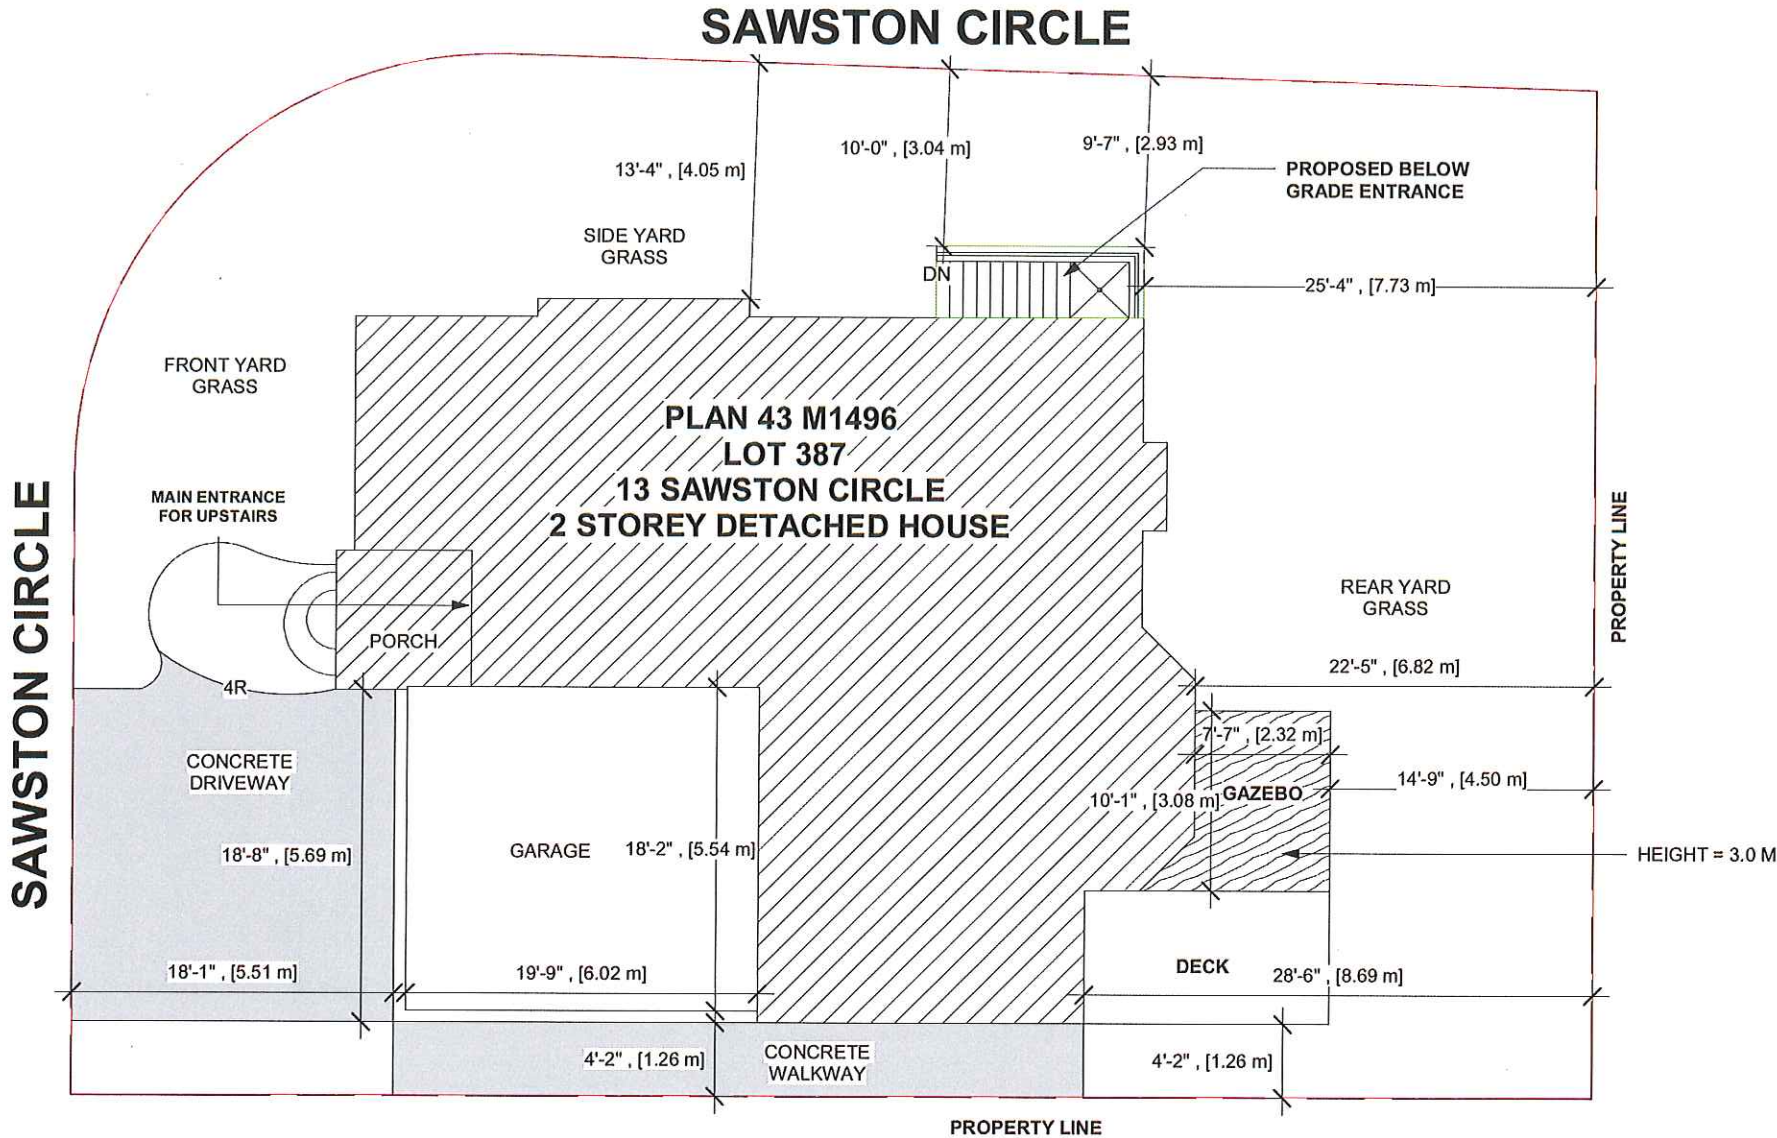 SAWSTON CIRCLE
10'-0" , [3.04 m]
9'-7" , [2.93 m]
13'-4" , [4.05 m]
PROPOSED BELOW
GRADE ENTRANCE
SIDE YARD
GRASS
DN
25'-4" , [7.73 m]
FRONT YARD
GRASS
PLAN 43 M1496
LOT 387
13 SAWSTON CIRCLE
2 STOREY DETACHED HOUSE
MAIN ENTRANCE
FOR UPSTAIRS
SAWSTON CIRCLE
PROPERTY LINE
REAR YARD
GRASS
PORCH
22'-5" , [6.82 m]
4R
7'-7" , [2.32 m]
CONCRETE
DRIVEWAY
14'-9" , [4.50 m]
10'-1" , [3.08 m]
GAZEBO
18'-8" , [5.69 m]
GARAGE
18'-2" , [5.54 m]
HEIGHT = 3.0 M
18'-1" , [5.51 m]
19'-9" , [6.02 m]
DECK
28'-6" , [8.69 m]
4'-2" , [1.26 m]
CONCRETE
WALKWAY
4'-2" , [1.26 m]
PROPERTY LINE